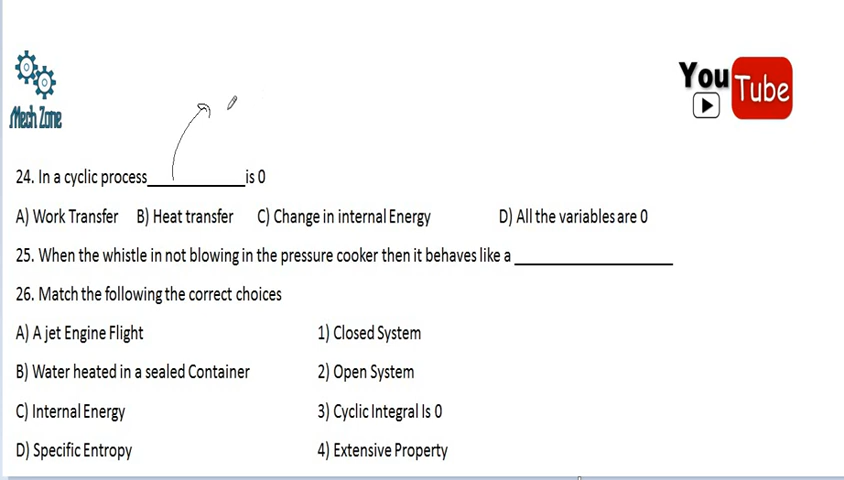 You Tube
Mech Zone
24. In a cyclic process____________is 0
A) Work Transfer B) Heat transfer C) Change in internal Energy D) All the variables are 0
25. When the whistle in not blowing in the pressure cooker then it behaves like a ____________________
26. Match the following the correct choices
A) A jet Engine Flight 1) Closed System
B) Water heated in a sealed Container 2) Open System
C) Internal Energy 3) Cyclic Integral Is 0
D) Specific Entropy 4) Extensive Property